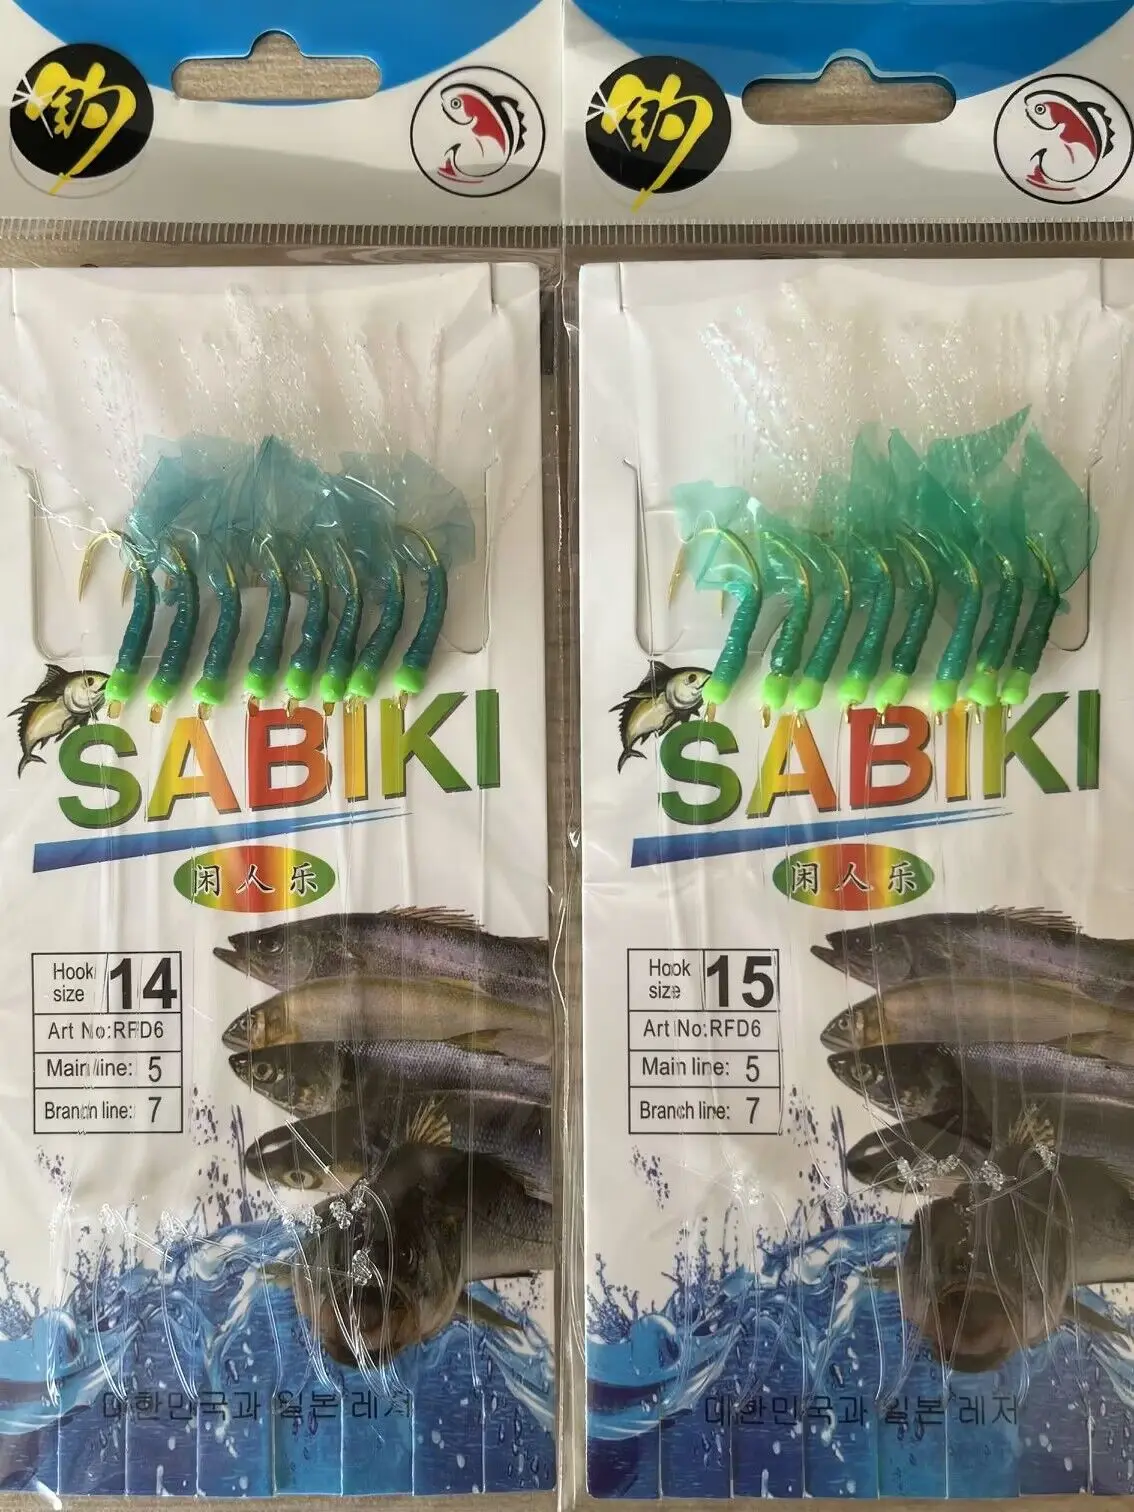 钓
SABIKI
闲人乐
Hook size 14
Art No:RFD6
Main line: 5
Branch line: 7
대한민국과 일본 레저
钓
SABIKI
闲人乐
Hook size 15
Art No:RFD6
Main line: 5
Branch line: 7
대한민국과 일본 레저